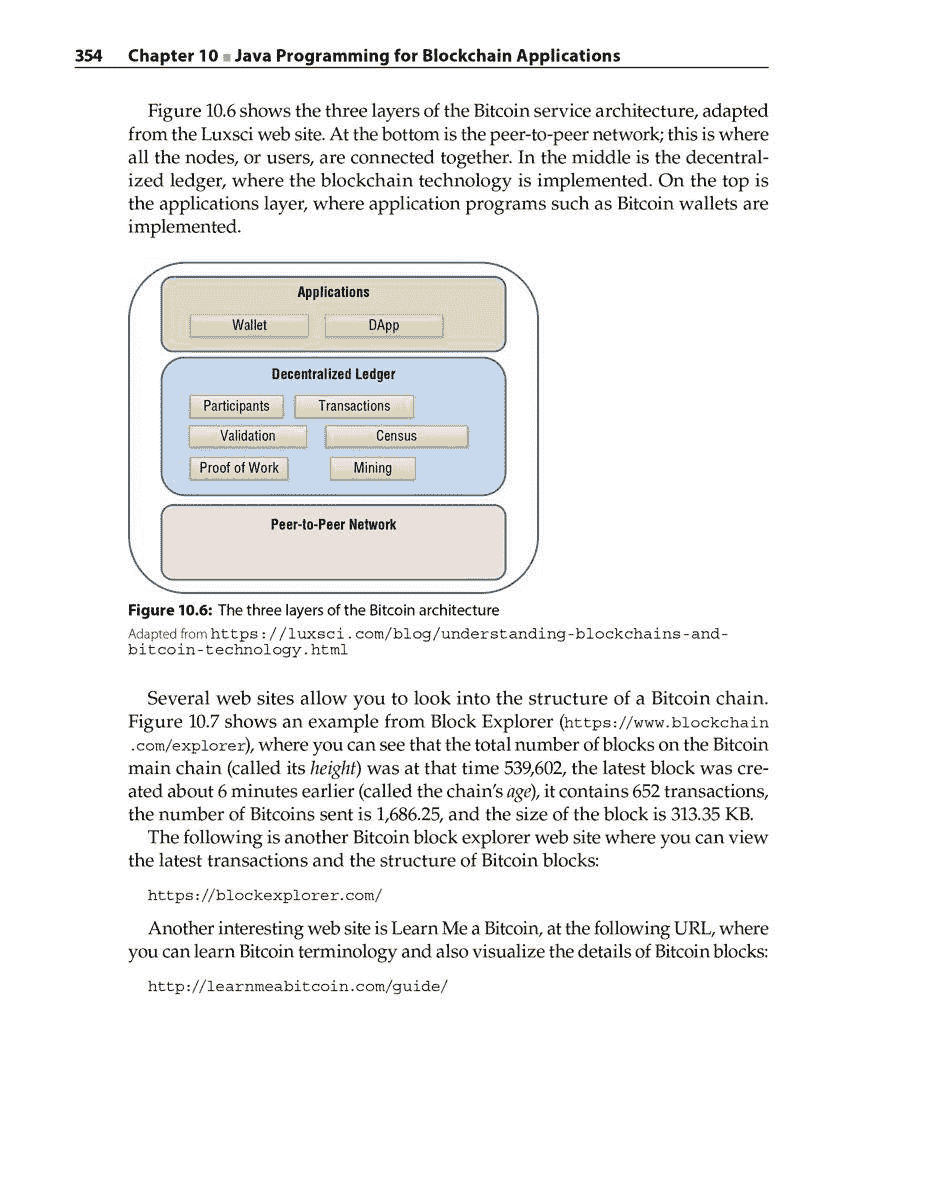 354 Chapter 10 ■ Java Programming for Blockchain Applications
Figure 10.6 shows the three layers of the Bitcoin service architecture, adapted
from the Luxsci web site. At the bottom is the peer-to-peer network; this is where
all the nodes, or users, are connected together. In the middle is the decentral-
ized ledger, where the blockchain technology is implemented. On the top is
the applications layer, where application programs such as Bitcoin wallets are
implemented.
Applications
Wallet DApp
Decentralized Ledger
Participants Transactions
Validation Census
Proof of Work Mining
Peer-to-Peer Network
Figure 10.6: The three layers of the Bitcoin architecture
Adapted from https://luxsci.com/blog/understanding-blockchains-and-
bitcoin-technology.html
Several web sites allow you to look into the structure of a Bitcoin chain.
Figure 10.7 shows an example from Block Explorer (https://www.blockchain
.com/explorer), where you can see that the total number of blocks on the Bitcoin
main chain (called its height) was at that time 539,602, the latest block was cre-
ated about 6 minutes earlier (called the chain's age), it contains 652 transactions,
the number of Bitcoins sent is 1,686.25, and the size of the block is 313.35 KB.
The following is another Bitcoin block explorer web site where you can view
the latest transactions and the structure of Bitcoin blocks:
https://blockexplorer.com/
Another interesting web site is Learn Me a Bitcoin, at the following URL, where
you can learn Bitcoin terminology and also visualize the details of Bitcoin blocks:
http://learnmeabitcoin.com/guide/